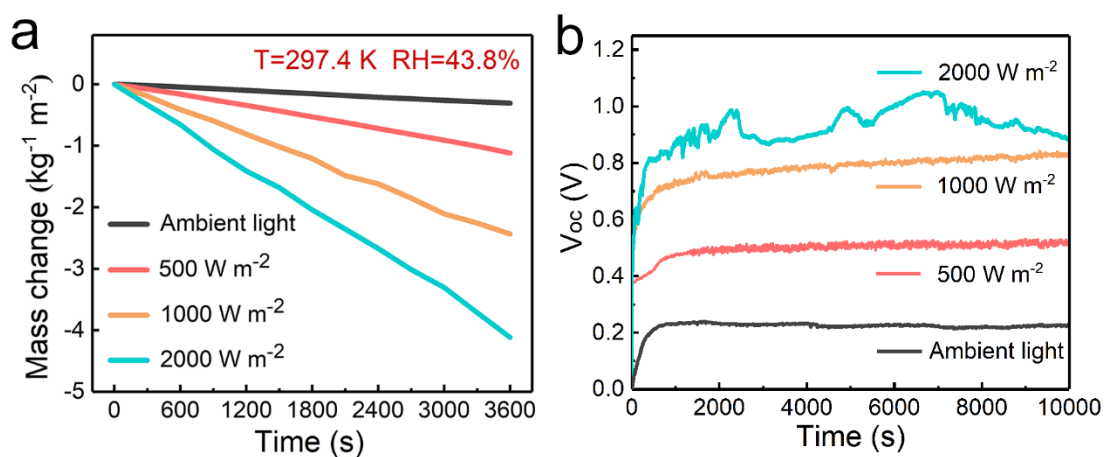 a
T=297.4 K RH=43.8%
Mass change (kg⁻¹ m⁻²)
0
-1
-2
-3
-4
-5
Ambient light
500 W m⁻²
1000 W m⁻²
2000 W m⁻²
0 600 1200 1800 2400 3000 3600
Time (s)
b
Voc (V)
1.2
1.0
0.8
0.6
0.4
0.2
0.0
2000 W m⁻²
1000 W m⁻²
500 W m⁻²
Ambient light
0 2000 4000 6000 8000 10000
Time (s)